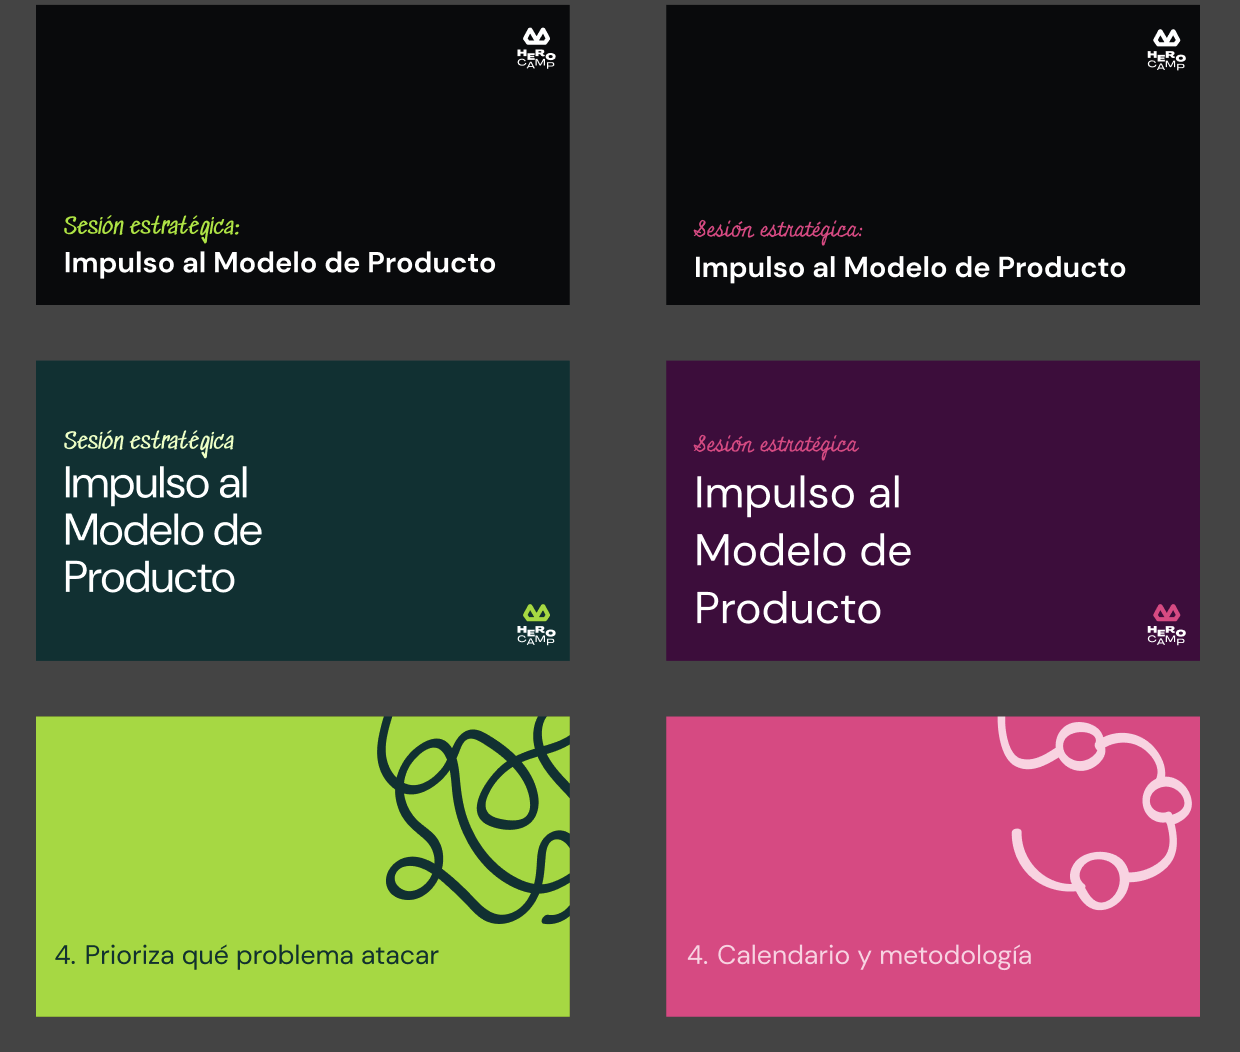 HERO
CAMP
Sesión estratégica:
Impulso al Modelo de Producto
HERO
CAMP
Sesión estratégica:
Impulso al Modelo de Producto
Sesión estratégica
Impulso al
Modelo de
Producto
HERO
CAMP
Sesión estratégica
Impulso al
Modelo de
Producto
HERO
CAMP
4. Prioriza qué problema atacar
4. Calendario y metodología